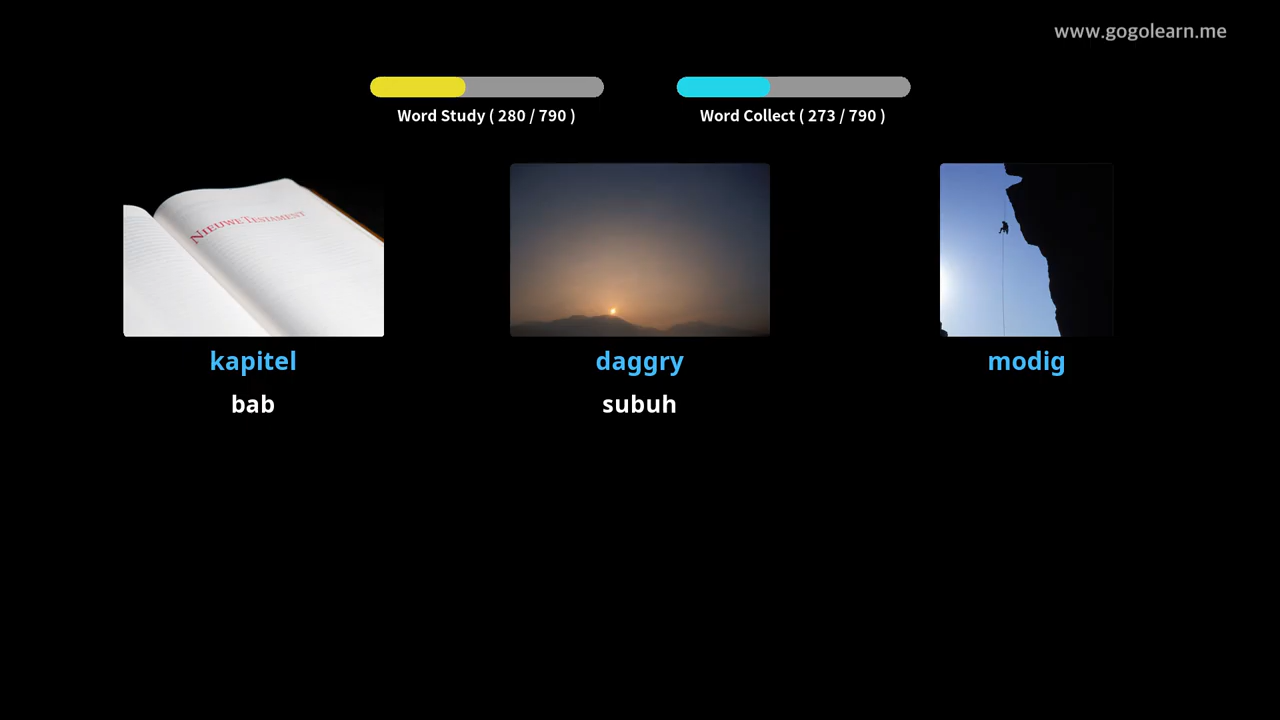 www.gogolearn.me
Word Study ( 280 / 790 )
Word Collect ( 273 / 790 )
NIEUWE TESTAMENT
kapitel
daggry
modig
bab
subuh